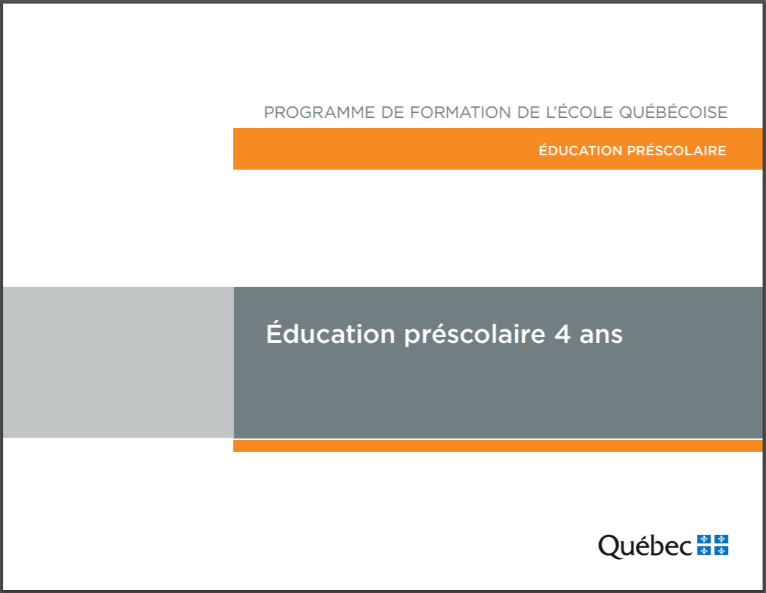 PROGRAMME DE FORMATION DE L'ÉCOLE QUÉBÉCOISE
ÉDUCATION PRÉSCOLAIRE
Éducation préscolaire 4 ans
Québec